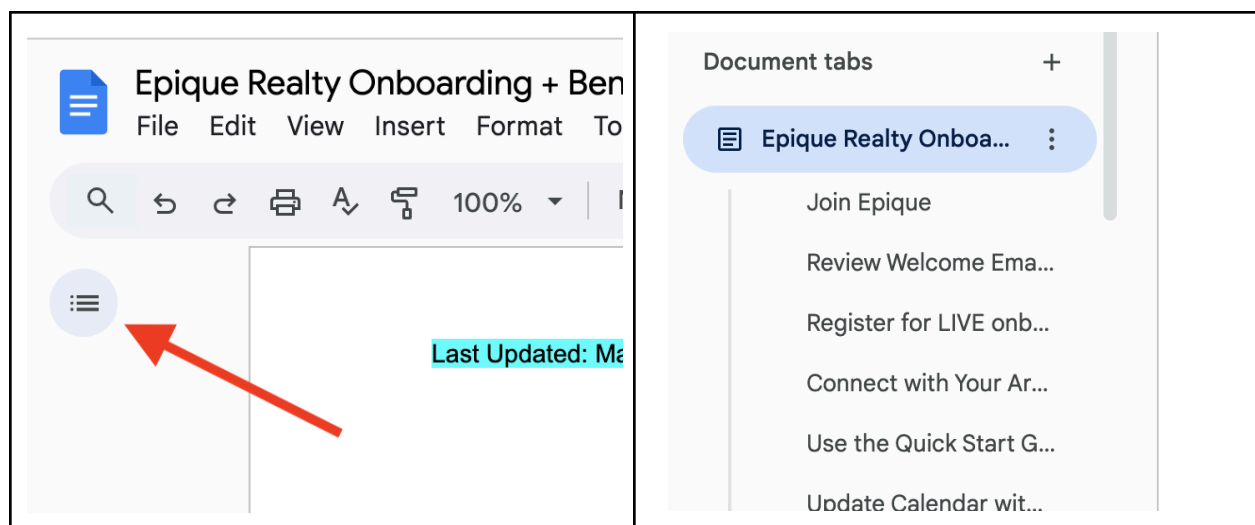 Epique Realty Onboarding + Ben
File Edit View Insert Format To
100%
Last Updated: Ma
Document tabs
Epique Realty Onboa...
Join Epique
Review Welcome Ema...
Register for LIVE onb...
Connect with Your Ar...
Use the Quick Start G...
Update Calendar wit...